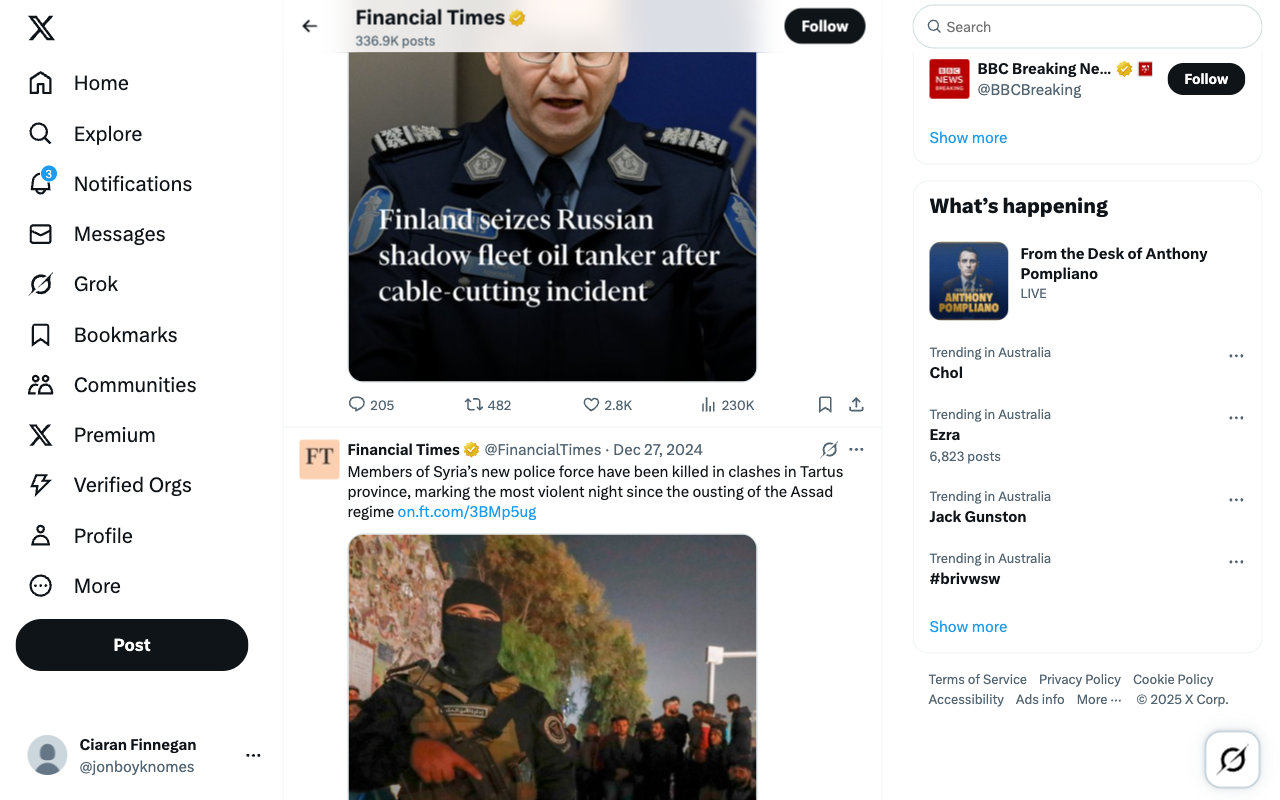 Home
Explore
3
Notifications
Messages
Grok
Bookmarks
Communities
Premium
Verified Orgs
Profile
More
Post
Ciaran Finnegan
@jonboyknomes
Financial Times
336.9K posts
Follow
Finland seizes Russian
shadow fleet oil tanker after
cable-cutting incident
205
482
2.8K
230K
FT
Financial Times @FinancialTimes · Dec 27, 2024
Members of Syria’s new police force have been killed in clashes in Tartus
province, marking the most violent night since the ousting of the Assad
regime on.ft.com/3BMp5ug
Search
BBC
NEWS
BREAKING
BBC Breaking Ne...
@BBCBreaking
Follow
Show more
What’s happening
ANTHONY
POMPLIANO
From the Desk of Anthony
Pompliano
LIVE
Trending in Australia
Chol
Trending in Australia
Ezra
6,823 posts
Trending in Australia
Jack Gunston
Trending in Australia
#brivwsw
Show more
Terms of Service Privacy Policy Cookie Policy
Accessibility Ads info More ··· © 2025 X Corp.